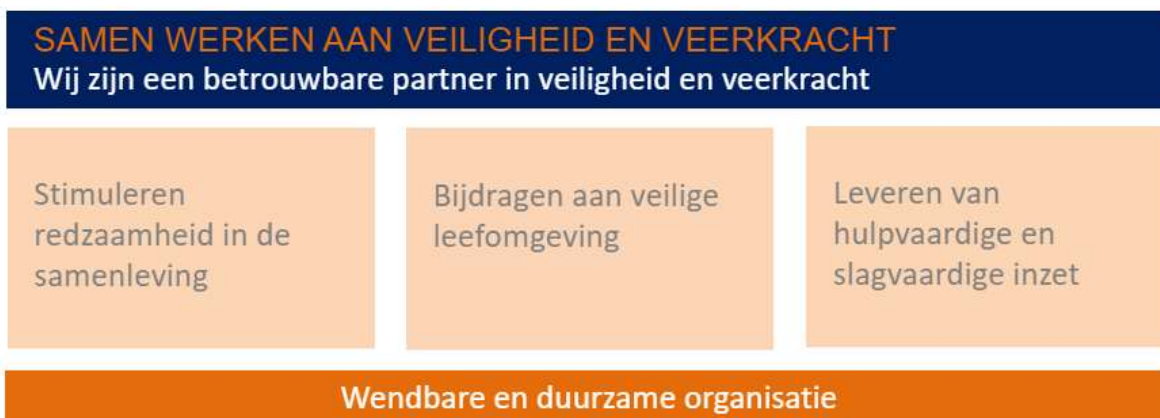 SAMEN WERKEN AAN VEILIGHEID EN VEERKRACHT
Wij zijn een betrouwbare partner in veiligheid en veerkracht
Stimuleren
redzaamheid in de
samenleving
Bijdragen aan veilige
leefomgeving
Leveren van
hulpvaardige en
slagvaardige inzet
Wendbare en duurzame organisatie